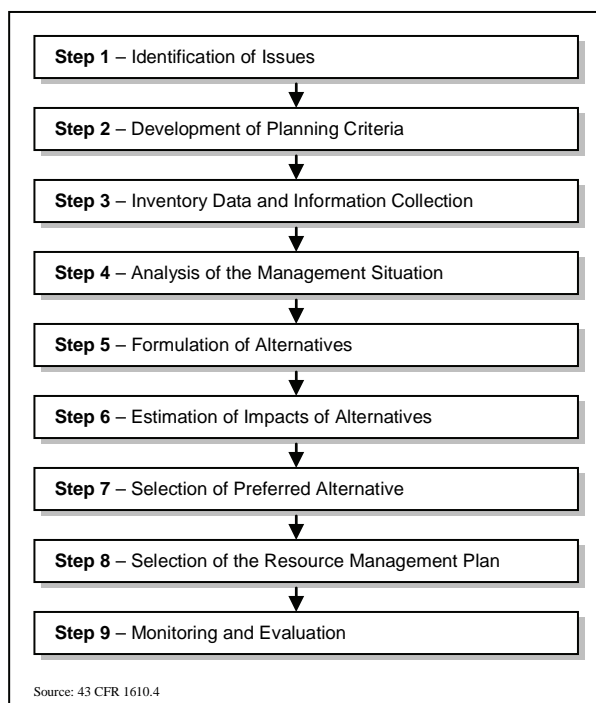 Step 1 – Identification of Issues
Step 2 – Development of Planning Criteria
Step 3 – Inventory Data and Information Collection
Step 4 – Analysis of the Management Situation
Step 5 – Formulation of Alternatives
Step 6 – Estimation of Impacts of Alternatives
Step 7 – Selection of Preferred Alternative
Step 8 – Selection of the Resource Management Plan
Step 9 – Monitoring and Evaluation
Source: 43 CFR 1610.4